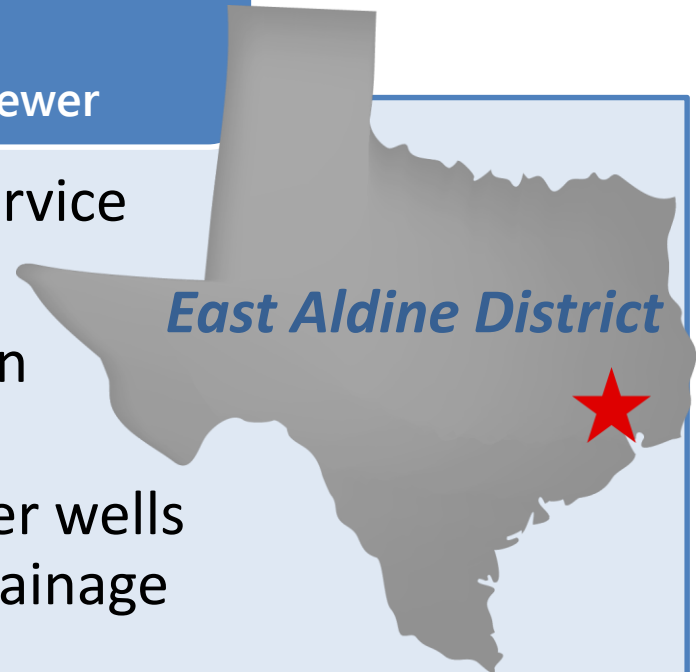 ewer
rvice
East Aldine District
n
er wells
ainage